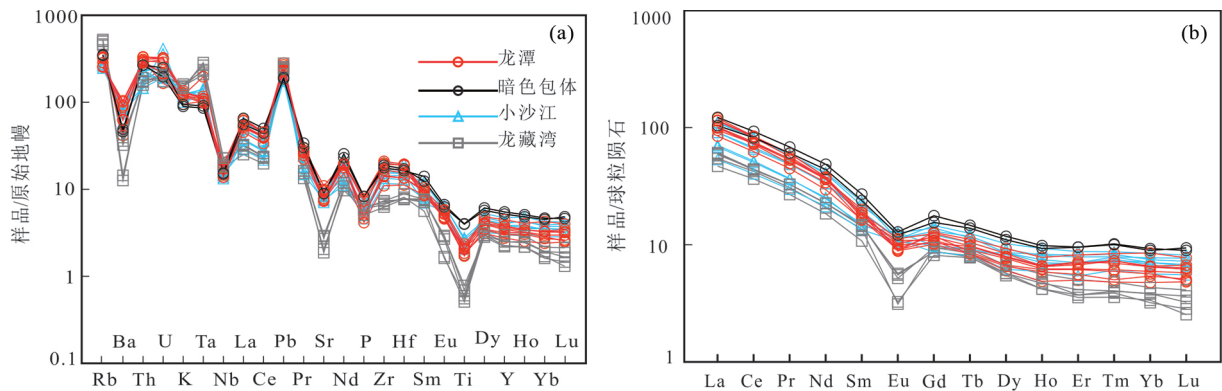 (a)
1000
100
10
1
0.1
样品/原始地幔
龙潭
暗色包体
小沙江
龙藏湾
Ba U Ta La Pb Sr P Hf Eu Dy Ho Lu
Rb Th K Nb Ce Pr Nd Zr Sm Ti Y Yb
(b)
1000
100
10
1
样品/球粒陨石
La Ce Pr Nd Sm Eu Gd Tb Dy Ho Er Tm Yb Lu